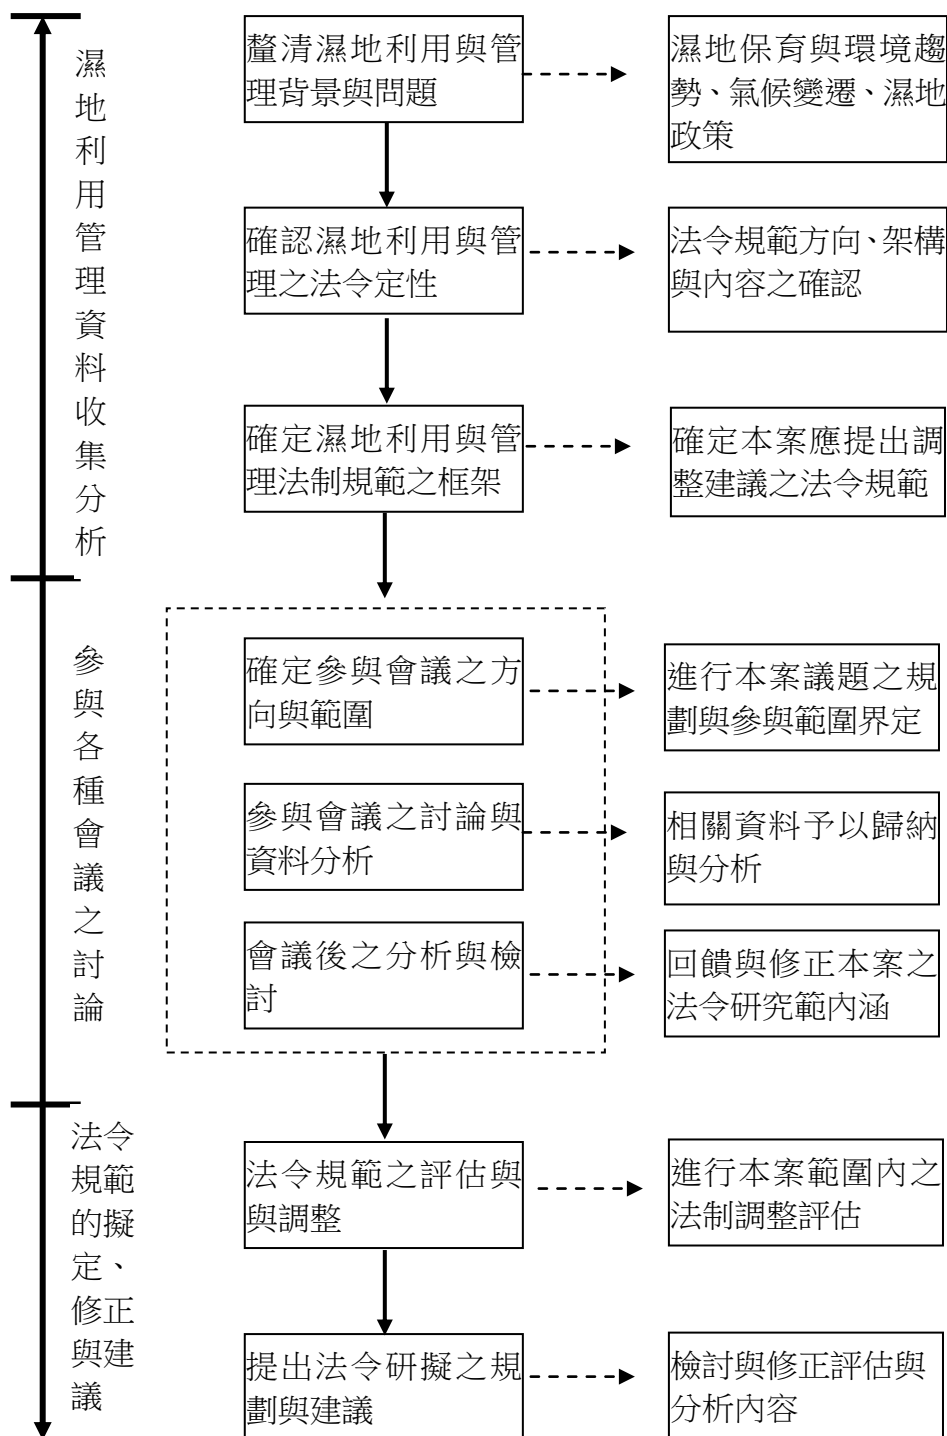 濕地利用管理資料收集分析
釐清濕地利用與管
理背景與問題
濕地保育與環境趨
勢、氣候變遷、濕地
政策
確認濕地利用與管
理之法令定性
法令規範方向、架構
與內容之確認
確定濕地利用與管
理法制規範之框架
確定本案應提出調
整建議之法令規範
參與各種會議之討論
確定參與會議之方
向與範圍
進行本案議題之規
劃與參與範圍界定
參與會議之討論與
資料分析
相關資料予以歸納
與分析
會議後之分析與檢
討
回饋與修正本案之
法令研究範內涵
法令
規範
的擬
定、
修正
與建
議
法令規範之評估與
與調整
進行本案範圍內之
法制調整評估
提出法令研擬之規
劃與建議
檢討與修正評估與
分析內容